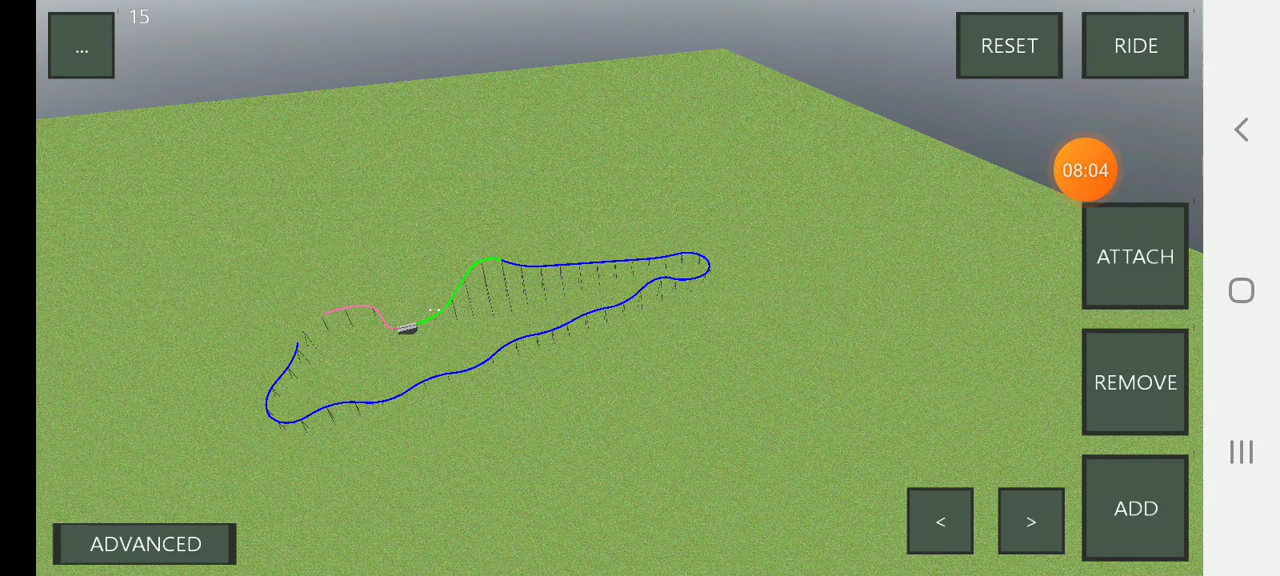 ...
15
RESET
RIDE
08:04
ATTACH
REMOVE
ADD
<
>
ADVANCED